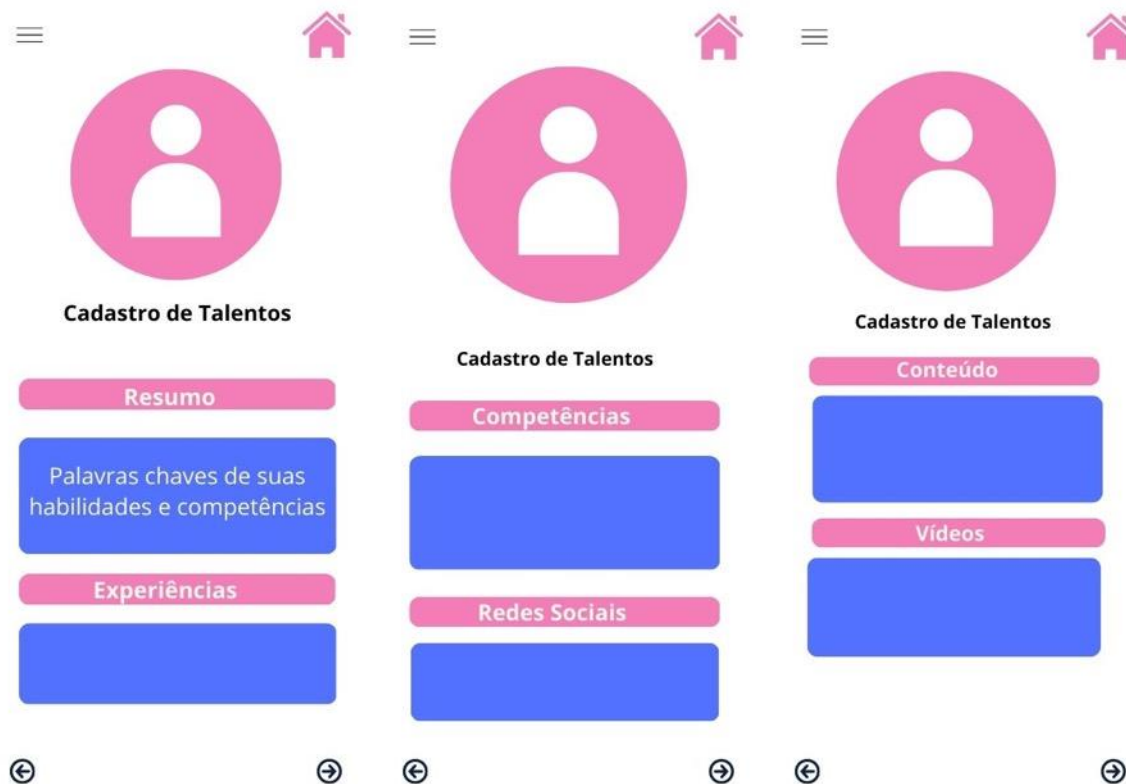 Cadastro de Talentos
Resumo
Palavras chaves de suas
habilidades e competências
Experiências
Cadastro de Talentos
Competências
Redes Sociais
Cadastro de Talentos
Conteúdo
Vídeos